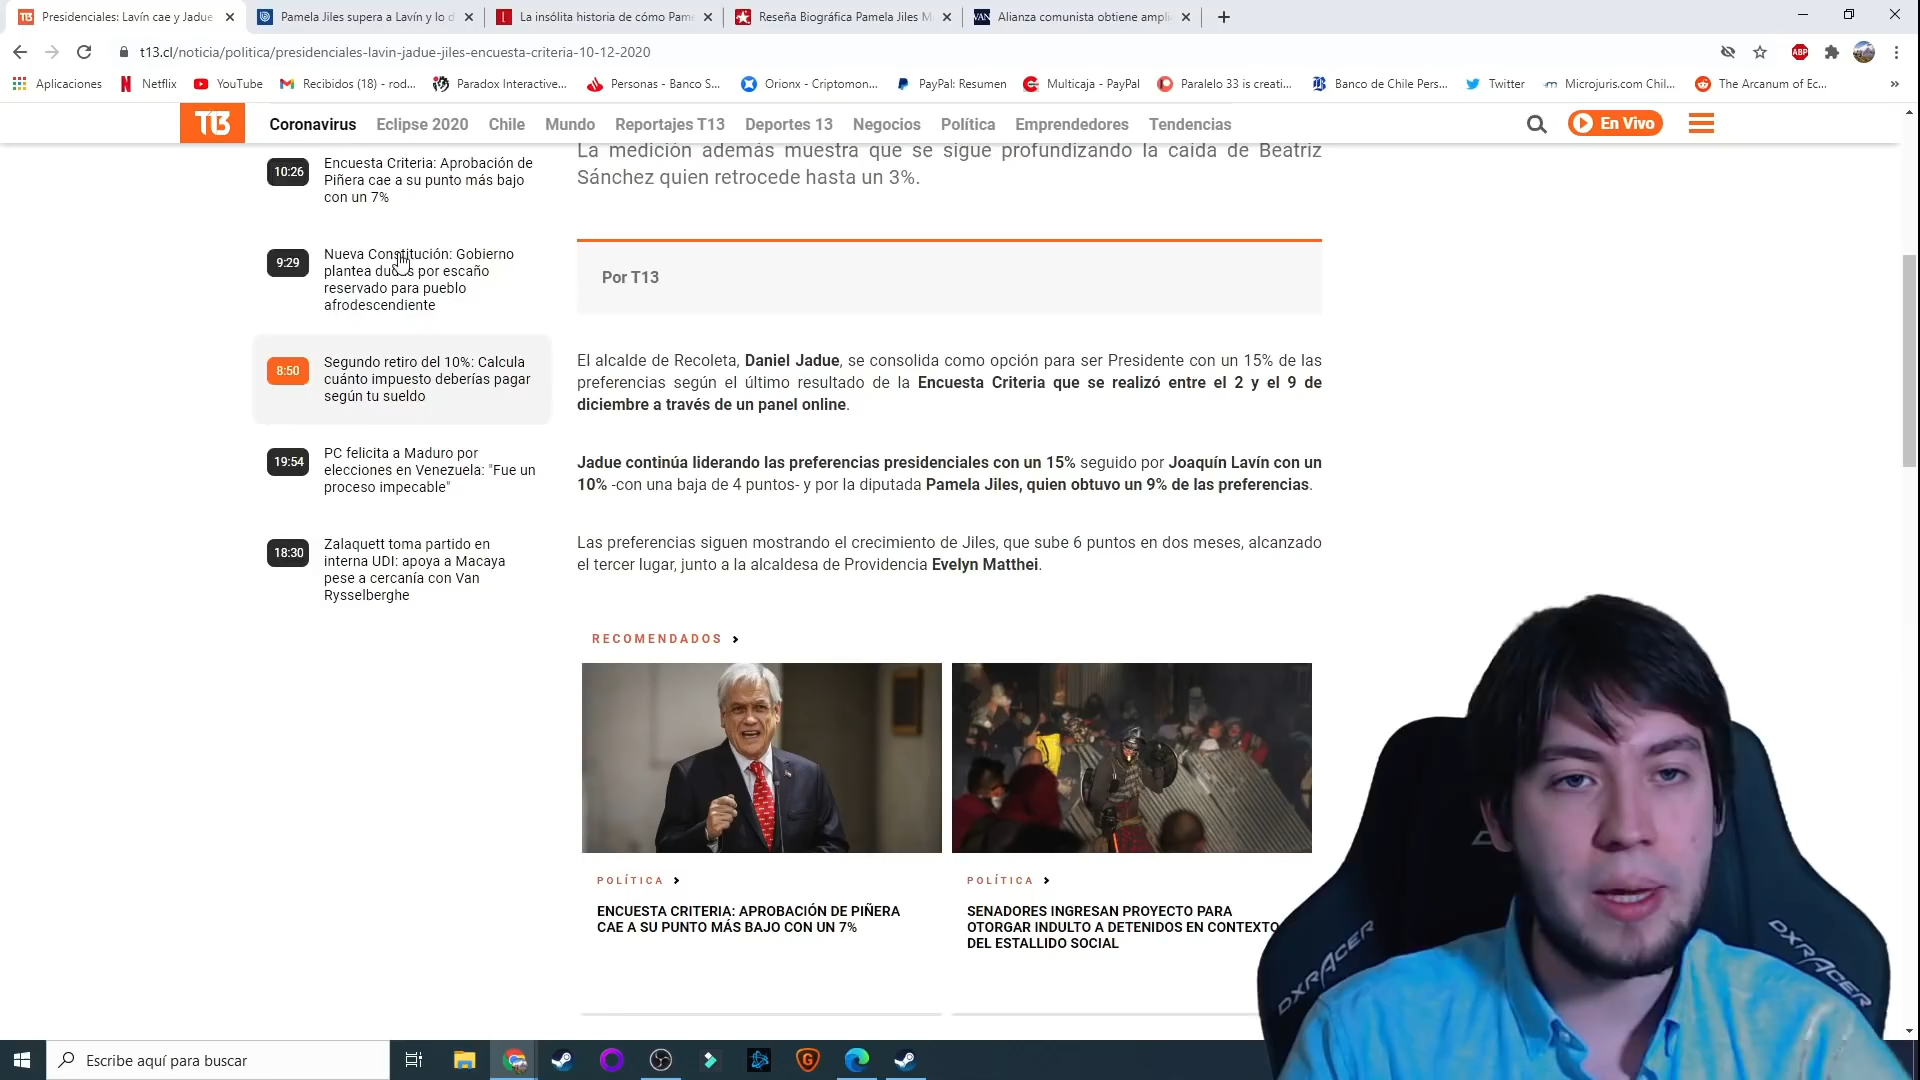 Presidenciales: Lavín cae y Jadue
Pamela Jiles supera a Lavín y lo d
La insólita historia de cómo Pame
Reseña Biográfica Pamela Jiles M
VAN
Alianza comunista obtiene ampli
t13.cl/noticia/politica/presidenciales-lavin-jadue-jiles-encuesta-criteria-10-12-2020
ABP
Aplicaciones
Netflix
YouTube
Recibidos (18) - rod...
Paradox Interactive...
Personas - Banco S...
Orionx - Criptomon...
PayPal: Resumen
Multicaja - PayPal
Paralelo 33 is creati...
Banco de Chile Pers...
Twitter
Microjuris.com Chil...
The Arcanum of Ec...
T13
Coronavirus
Eclipse 2020
Chile
Mundo
Reportajes T13
Deportes 13
Negocios
Política
Emprendedores
Tendencias
En Vivo
10:26
Encuesta Criteria: Aprobación de
Piñera cae a su punto más bajo
con un 7%
9:29
Nueva Constitución: Gobierno
plantea dudas por escaño
reservado para pueblo
afrodescendiente
8:50
Segundo retiro del 10%: Calcula
cuánto impuesto deberías pagar
según tu sueldo
19:54
PC felicita a Maduro por
elecciones en Venezuela: "Fue un
proceso impecable"
18:30
Zalaquett toma partido en
interna UDI: apoya a Macaya
pese a cercanía con Van
Rysselberghe
La medición además muestra que se sigue profundizando la caída de Beatriz
Sánchez quien retrocede hasta un 3%.
Por T13
El alcalde de Recoleta, Daniel Jadue, se consolida como opción para ser Presidente con un 15% de las
preferencias según el último resultado de la Encuesta Criteria que se realizó entre el 2 y el 9 de
diciembre a través de un panel online.
Jadue continúa liderando las preferencias presidenciales con un 15% seguido por Joaquín Lavín con un
10% -con una baja de 4 puntos- y por la diputada Pamela Jiles, quien obtuvo un 9% de las preferencias.
Las preferencias siguen mostrando el crecimiento de Jiles, que sube 6 puntos en dos meses, alcanzado
el tercer lugar, junto a la alcaldesa de Providencia Evelyn Matthei.
RECOMENDADOS
POLÍTICA
ENCUESTA CRITERIA: APROBACIÓN DE PIÑERA
CAE A SU PUNTO MÁS BAJO CON UN 7%
POLÍTICA
SENADORES INGRESAN PROYECTO PARA
OTORGAR INDULTO A DETENIDOS EN CONTEXTO
DEL ESTALLIDO SOCIAL
DXRACER
DXRACER
Escribe aquí para buscar